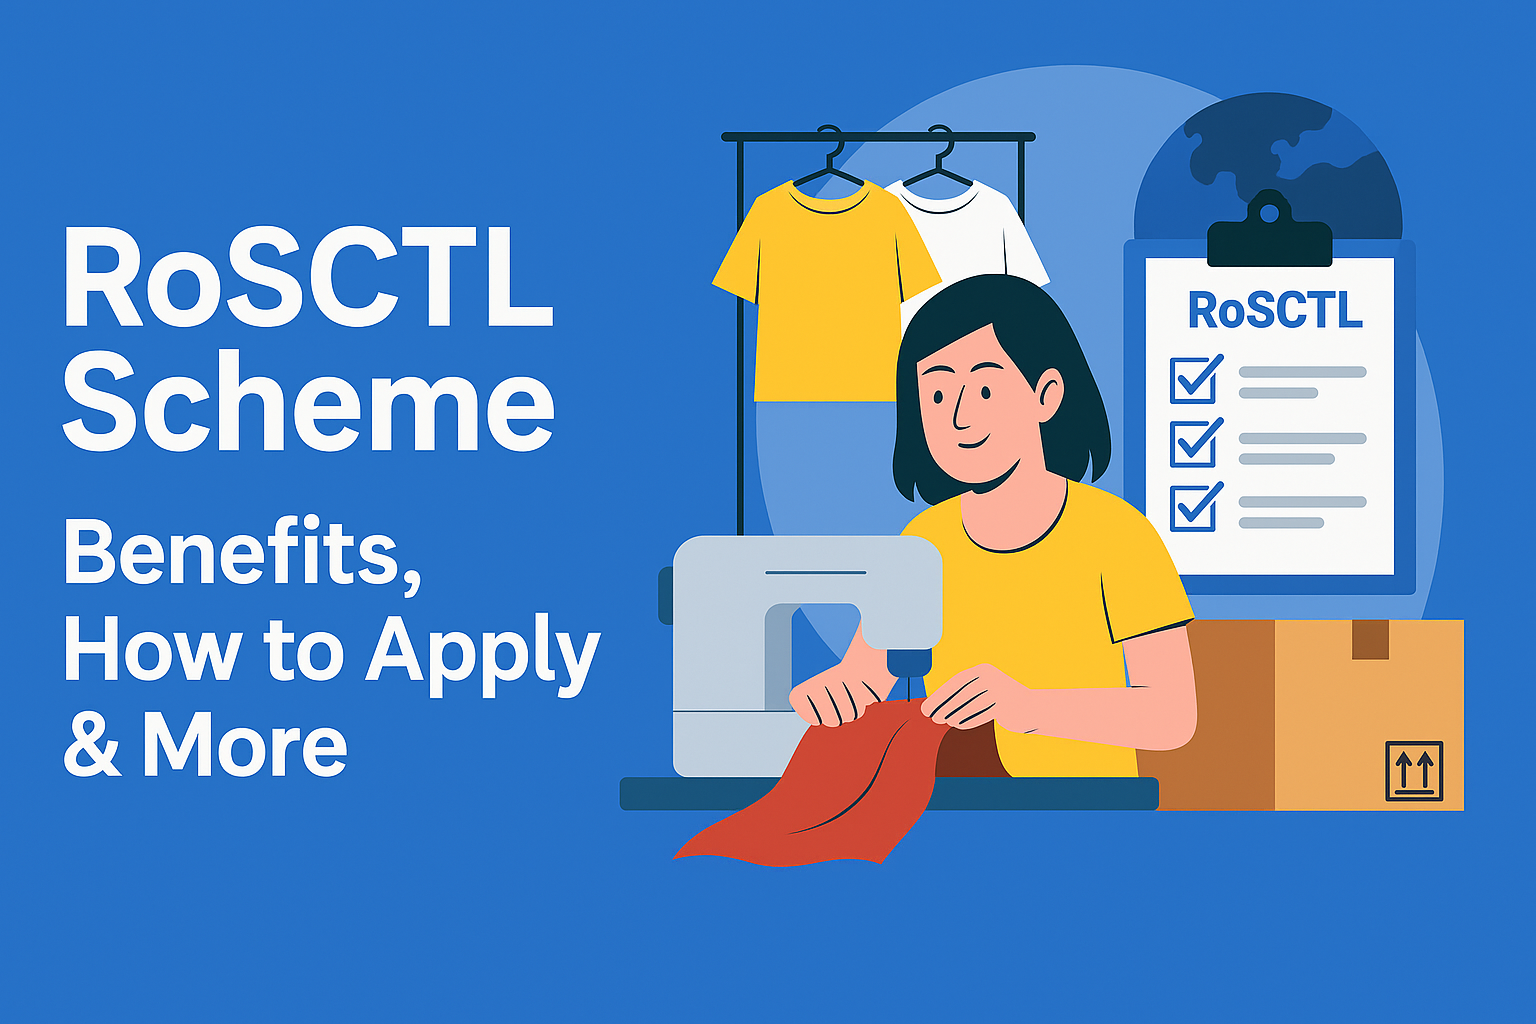 RoSCTL
Scheme
Benefits,
How to Apply
& More
RoSCTL